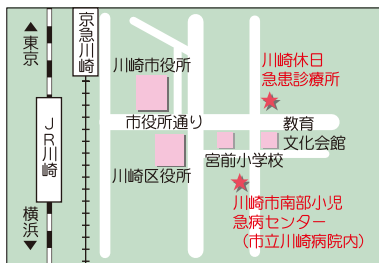 ▲東京
京急川崎
川崎市役所
川崎休日
急患診療所
市役所通り
教育
文化会館
JR川崎
宮前小学校
川崎区役所
川崎市南部小児
急病センター
(市立川崎病院内)
横浜▼